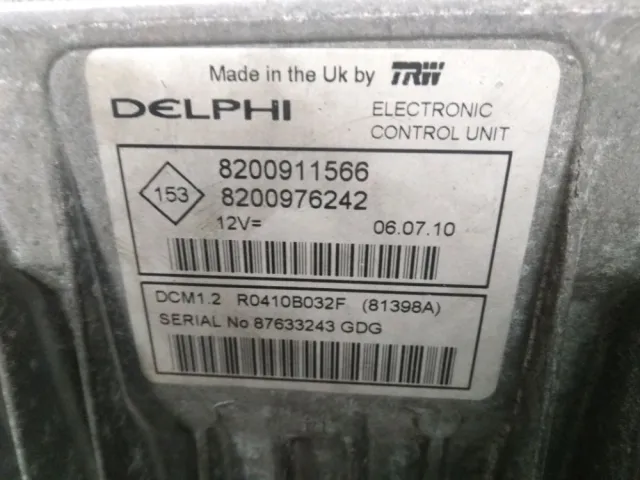 Made in the Uk by TRW
DELPHI
ELECTRONIC
CONTROL UNIT
153
8200911566
8200976242
12V= 06.07.10
DCM1.2 R0410B032F (81398A)
SERIAL No 87633243 GDG